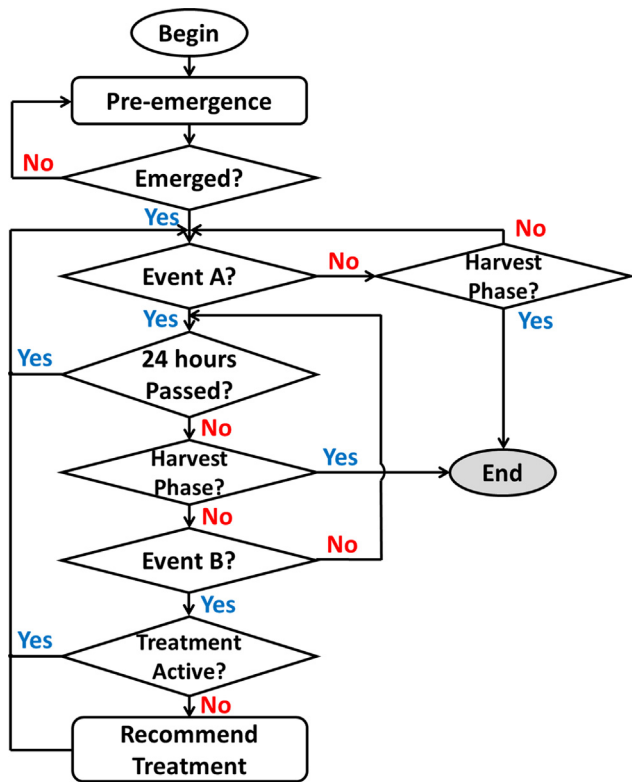 Begin
Pre-emergence
No
Emerged?
Yes
No
Event A?
No
Harvest
Phase?
Yes
Yes
Yes
24 hours
Passed?
No
Harvest
Phase?
Yes
End
No
Event B?
No
Yes
Yes
Treatment
Active?
No
Recommend
Treatment